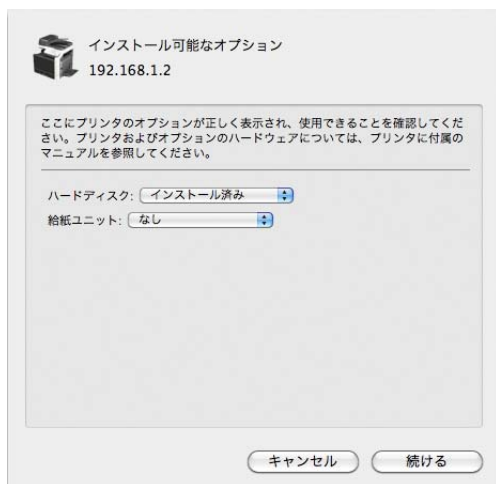 インストール可能なオプション
192.168.1.2
ここにプリンタのオプションが正しく表示され、使用できることを確認してくだ
さい。プリンタおよびオプションのハードウェアについては、プリンタに付属の
マニュアルを参照してください。
ハードディスク: インストール済み
給紙ユニット: なし
キャンセル 続ける